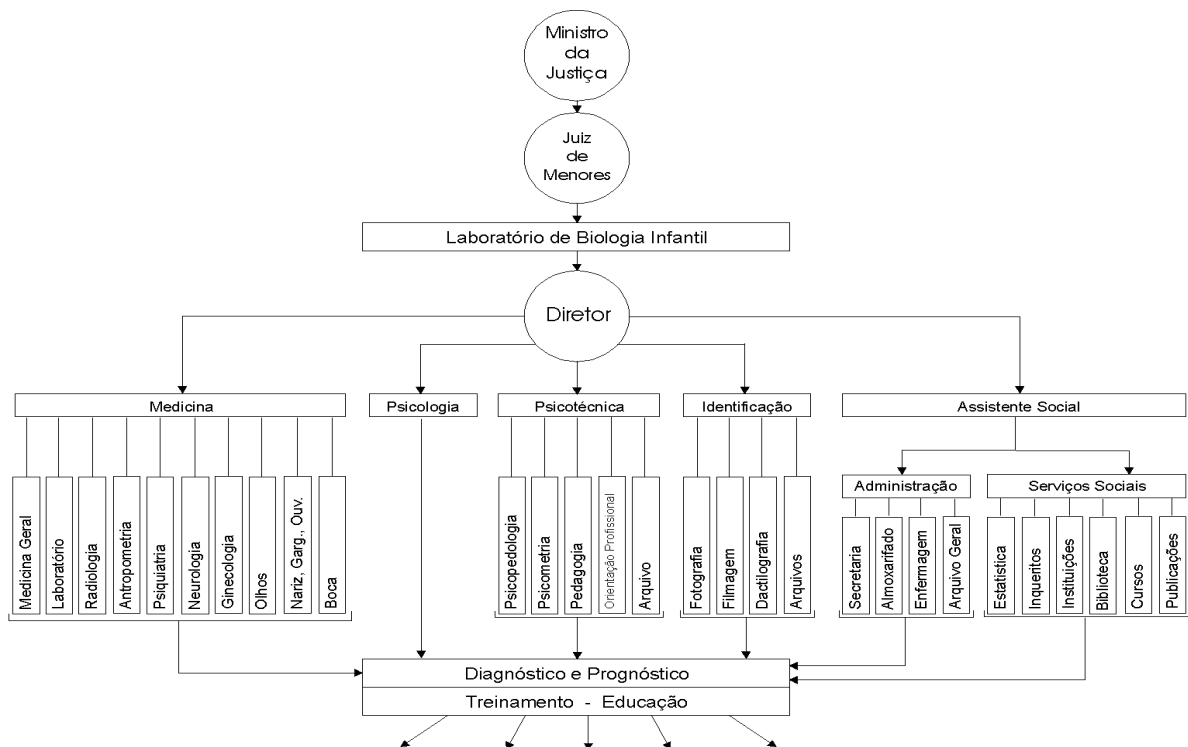 Ministro
da
Justiça
Juiz
de
Menores
Laboratório de Biologia Infantil
Diretor
Medicina
Psicologia
Psicotécnica
Identificação
Assistente Social
Administração
Serviços Sociais
Medicina Geral
Laboratório
Radiologia
Antropometria
Psiquiatria
Neurologia
Ginecologia
Olhos
Nariz, Garg., Ouv.
Boca
Psicopedologia
Psicometria
Pedagogia
Orientação Profissional
Arquivo
Fotografia
Filmagem
Dactilografia
Arquivos
Secretaria
Almoxarifado
Enfermagem
Arquivo Geral
Estatistica
Inqueritos
Instituições
Biblioteca
Cursos
Publicações
Diagnóstico e Prognóstico
Treinamento - Educação